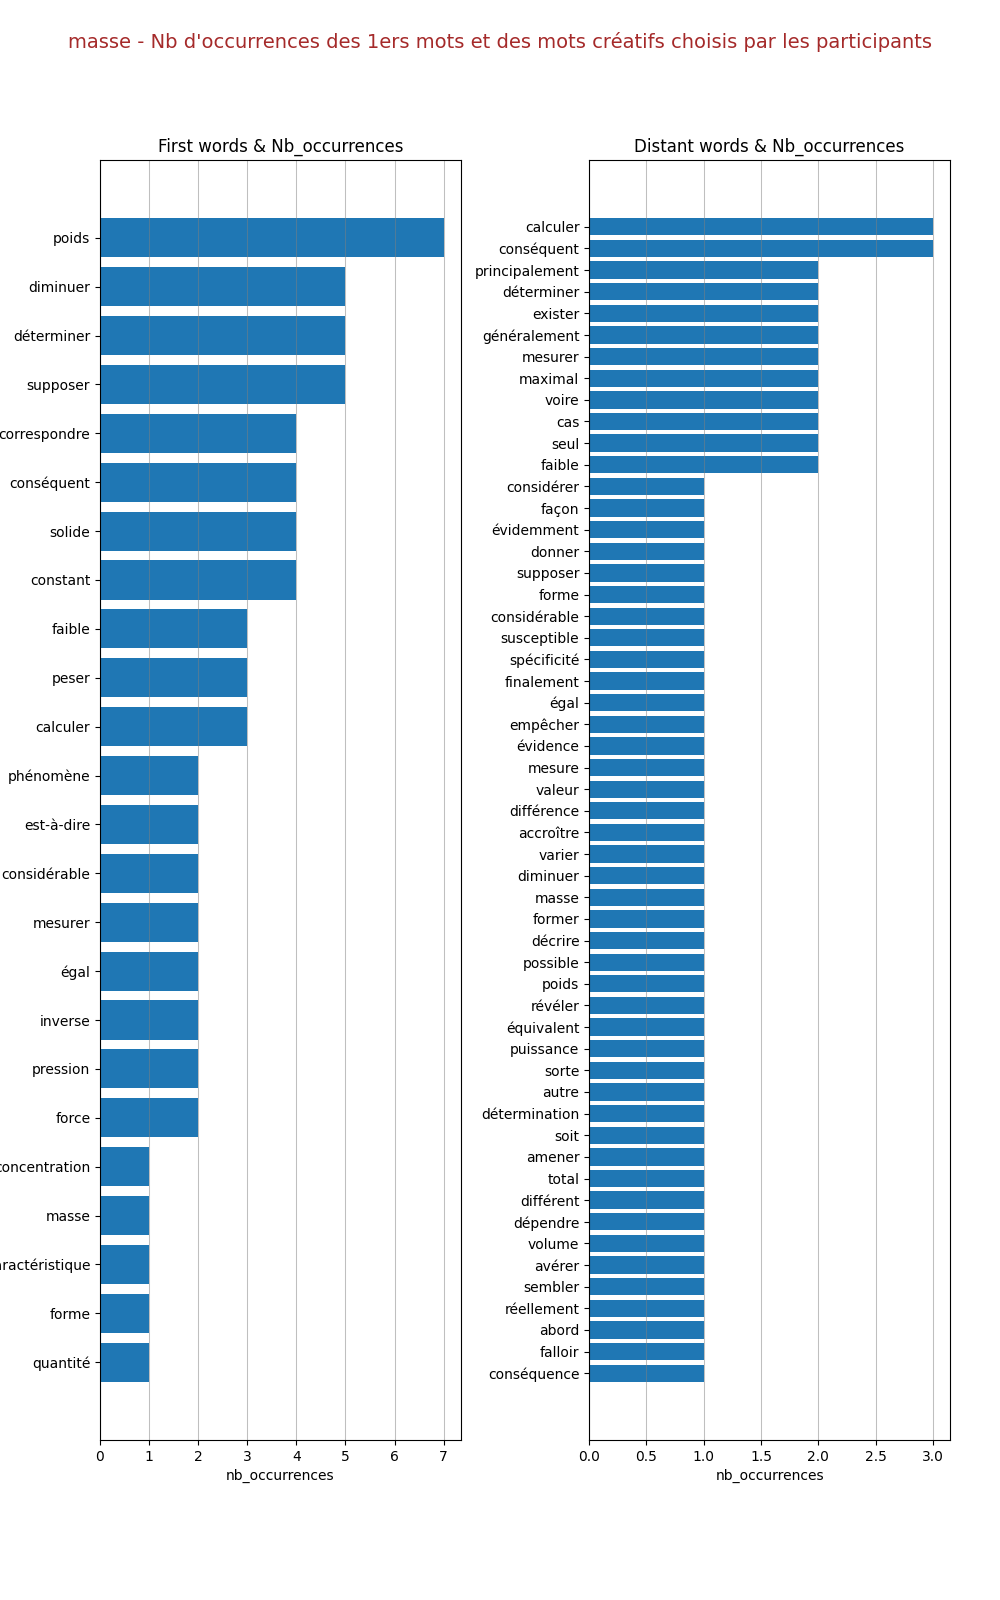 masse - Nb d'occurrences des 1ers mots et des mots créatifs choisis par les participants
First words & Nb_occurrences
poids
diminuer
déterminer
supposer
correspondre
conséquent
solide
constant
faible
peser
calculer
phénomène
est-à-dire
considérable
mesurer
égal
inverse
pression
force
concentration
masse
aractéristique
forme
quantité
0 1 2 3 4 5 6 7
nb_occurrences
Distant words & Nb_occurrences
calculer
conséquent
principalement
déterminer
exister
généralement
mesurer
maximal
voire
cas
seul
faible
considérer
façon
évidemment
donner
supposer
forme
considérable
susceptible
spécificité
finalement
égal
empêcher
évidence
mesure
valeur
différence
accroître
varier
diminuer
masse
former
décrire
possible
poids
révéler
équivalent
puissance
sorte
autre
détermination
soit
amener
total
différent
dépendre
volume
avérer
sembler
réellement
abord
falloir
conséquence
0.0 0.5 1.0 1.5 2.0 2.5 3.0
nb_occurrences